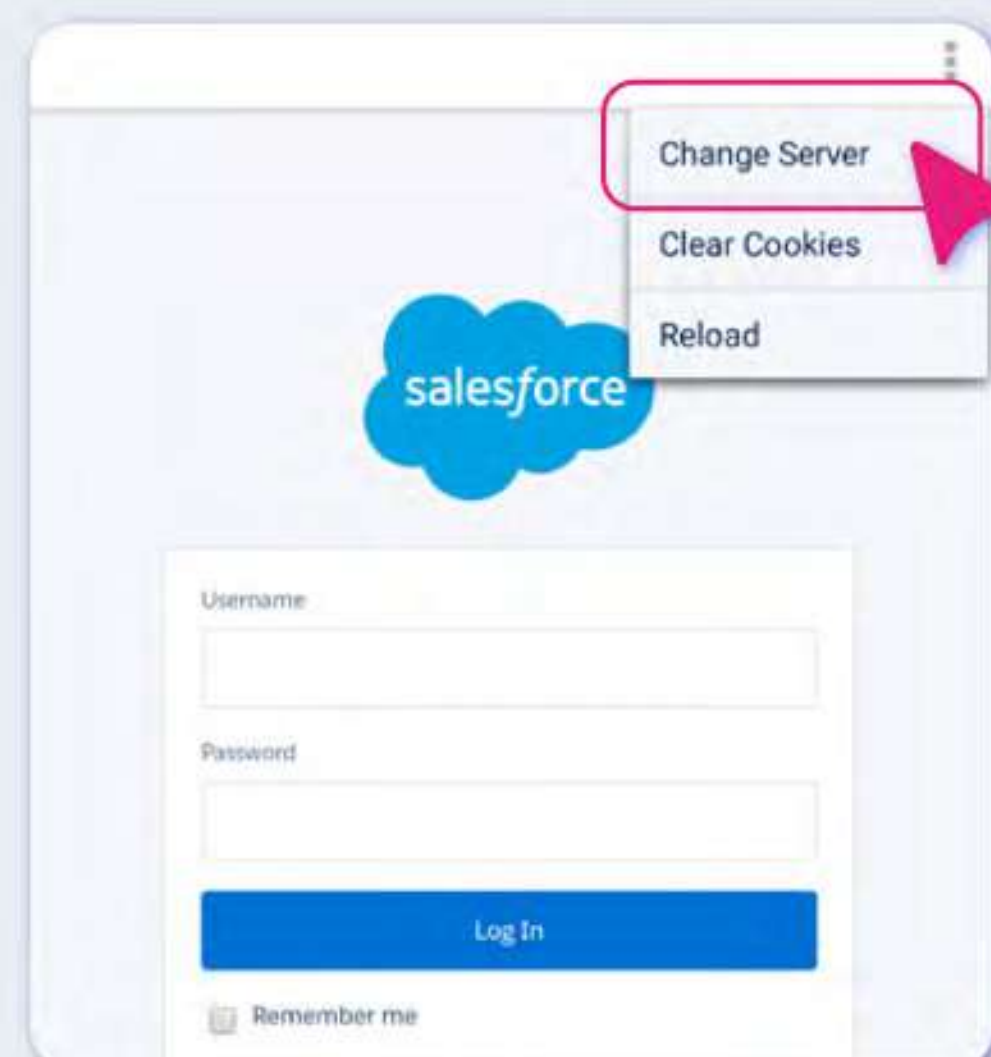 Change Server
Clear Cookies
Reload
salesforce
Username
Password
Log In
Remember me